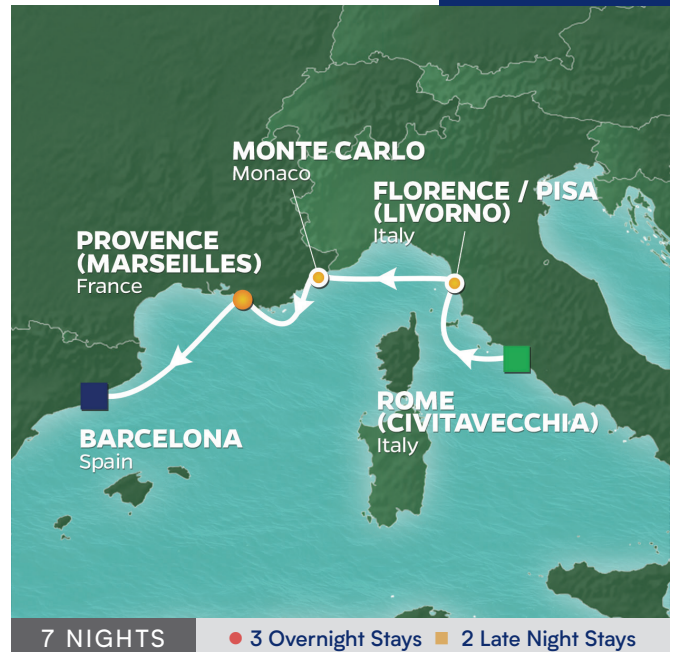 MONTE CARLO
Monaco
FLORENCE / PISA
(LIVORNO)
Italy
PROVENCE
(MARSEILLES)
France
ROME
(CIVITAVECCHIA)
Italy
BARCELONA
Spain
7 NIGHTS
3 Overnight Stays
2 Late Night Stays